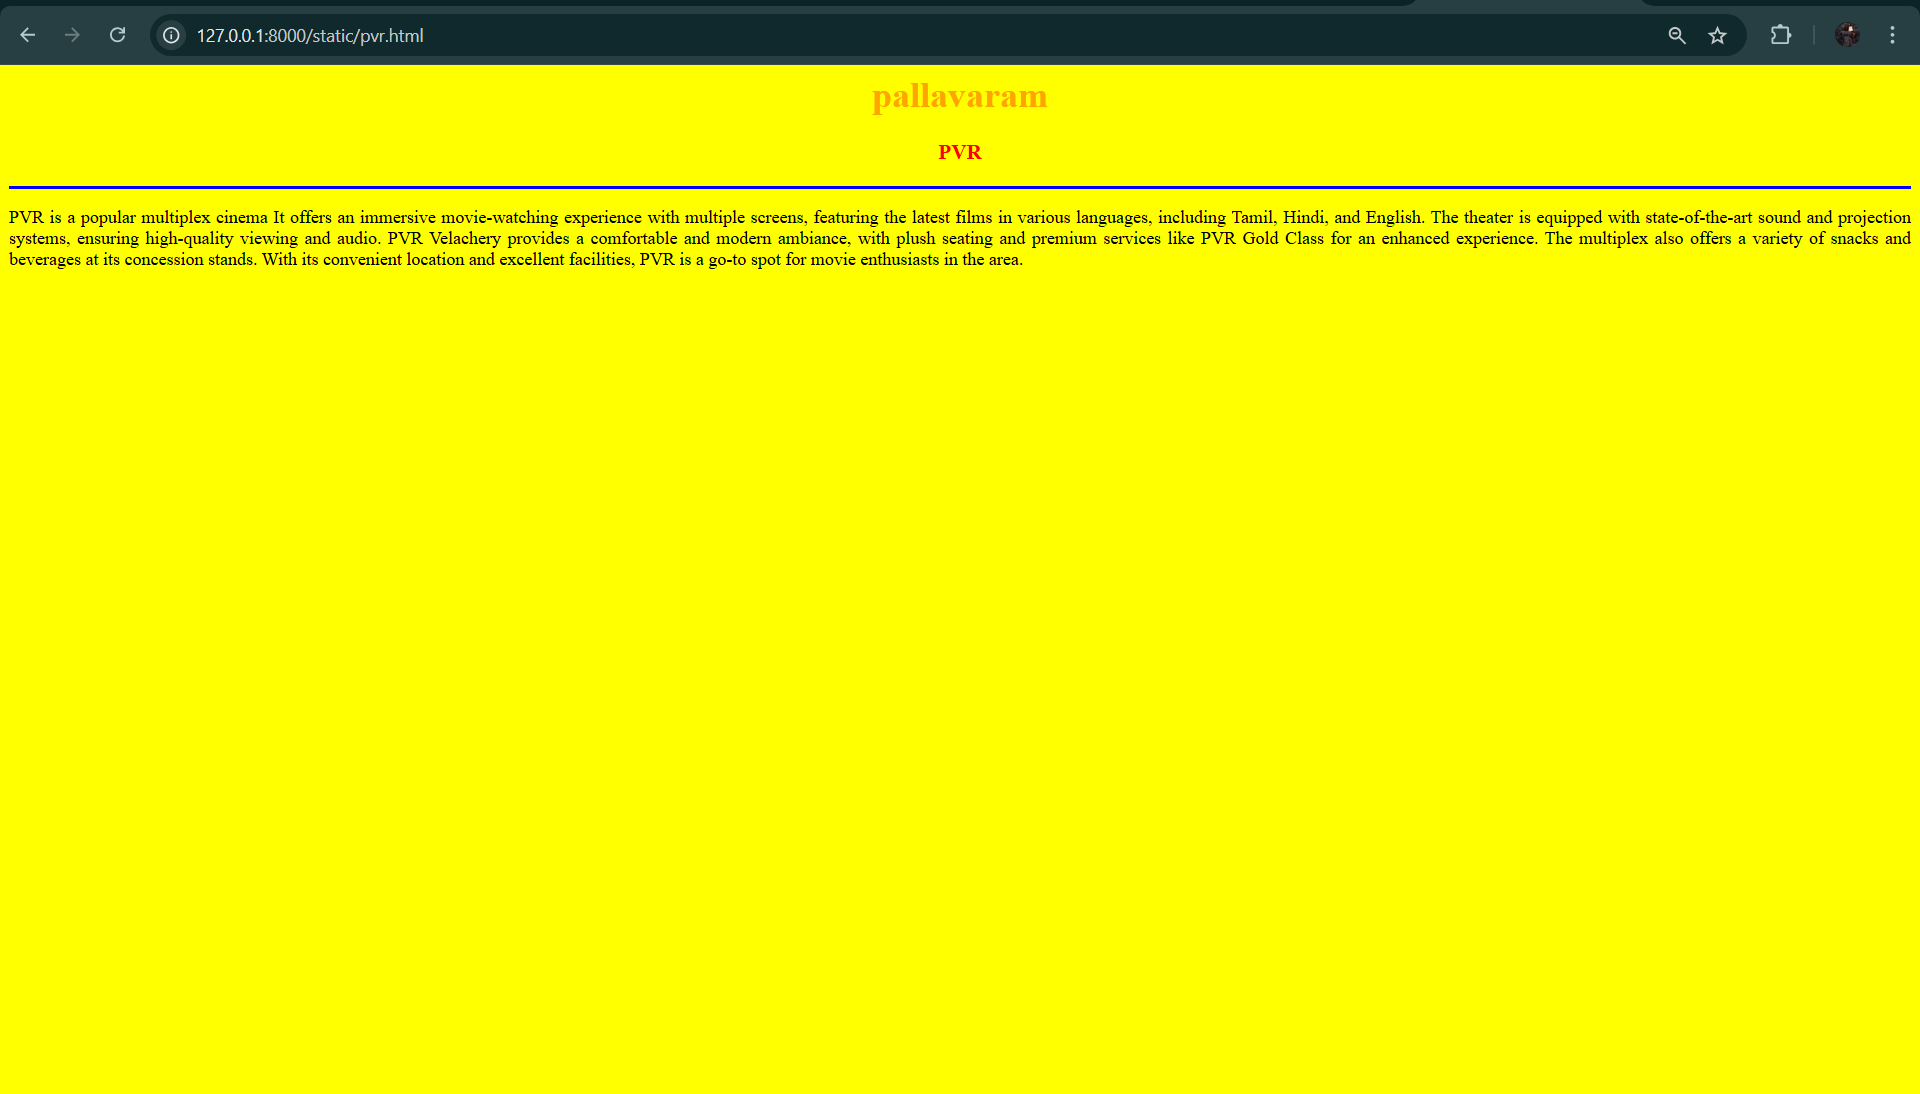 127.0.0.1:8000/static/pvr.html
pallavaram
PVR
PVR is a popular multiplex cinema It offers an immersive movie-watching experience with multiple screens, featuring the latest films in various languages, including Tamil, Hindi, and English. The theater is equipped with state-of-the-art sound and projection
systems, ensuring high-quality viewing and audio. PVR Velachery provides a comfortable and modern ambiance, with plush seating and premium services like PVR Gold Class for an enhanced experience. The multiplex also offers a variety of snacks and
beverages at its concession stands. With its convenient location and excellent facilities, PVR is a go-to spot for movie enthusiasts in the area.